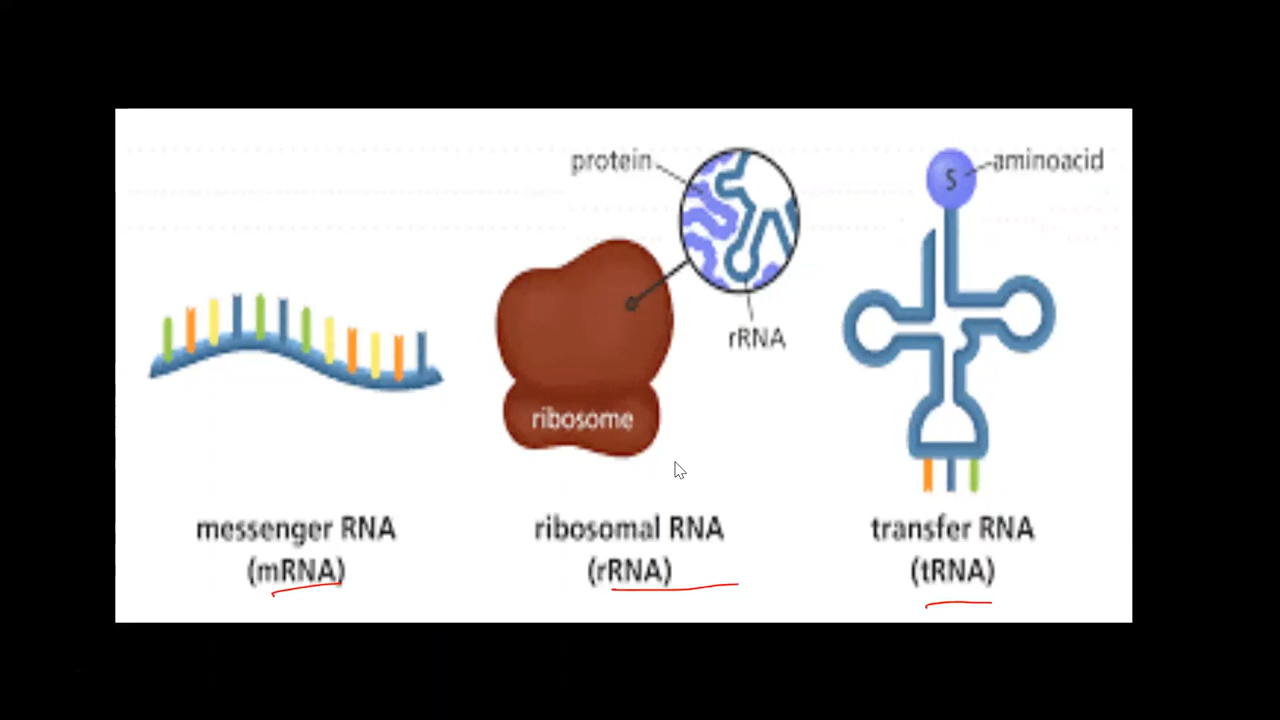 protein
S
aminoacid
rRNA
ribosome
messenger RNA
(mRNA)
ribosomal RNA
(rRNA)
transfer RNA
(tRNA)